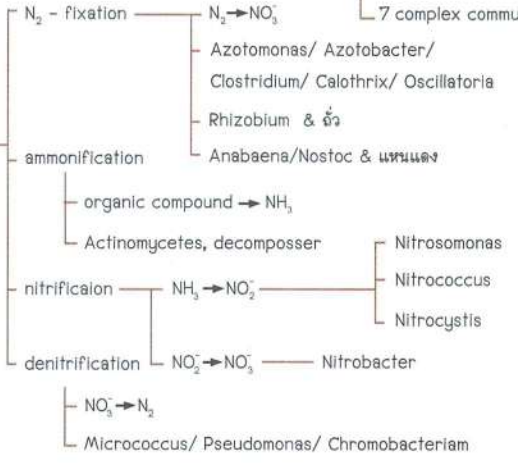 N₂ - fixation
N₂→NO₃⁻
7 complex commu
Azotomonas/ Azotobacter/
Clostridium/ Calothrix/ Oscillatoria
Rhizobium & ถั่ว
Anabaena/Nostoc & แหนแดง
ammonification
organic compound → NH₃
Actinomycetes, decomposser
nitrificaion
NH₃→NO₂⁻
Nitrosomonas
Nitrococcus
Nitrocystis
denitrification
NO₂⁻→NO₃⁻
Nitrobacter
NO₃⁻→N₂
Micrococcus/ Pseudomonas/ Chromobacteriam